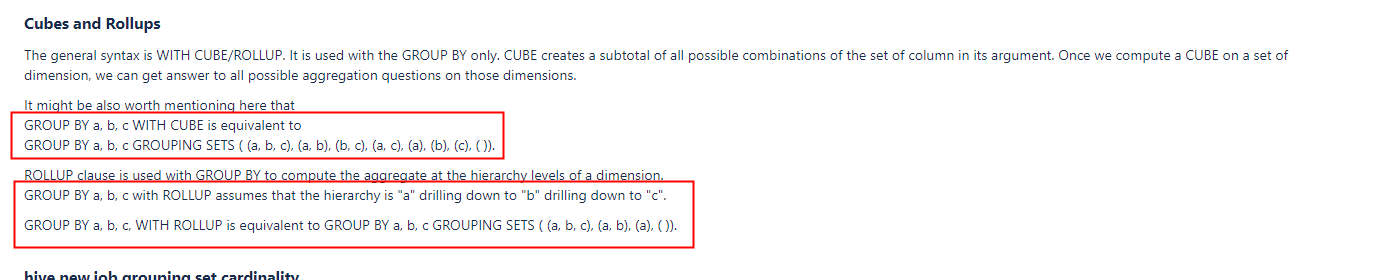 Cubes and Rollups
The general syntax is WITH CUBE/ROLLUP. It is used with the GROUP BY only. CUBE creates a subtotal of all possible combinations of the set of column in its argument. Once we compute a CUBE on a set of
dimension, we can get answer to all possible aggregation questions on those dimensions.
It might be also worth mentioning here that
GROUP BY a, b, c WITH CUBE is equivalent to
GROUP BY a, b, c GROUPING SETS ( (a, b, c), (a, b), (b, c), (a, c), (a), (b), (c), ( )).
ROLLUP clause is used with GROUP BY to compute the aggregate at the hierarchy levels of a dimension.
GROUP BY a, b, c with ROLLUP assumes that the hierarchy is "a" drilling down to "b" drilling down to "c".
GROUP BY a, b, c, WITH ROLLUP is equivalent to GROUP BY a, b, c GROUPING SETS ( (a, b, c), (a, b), (a), ( )).
hive new job grouping set cardinality